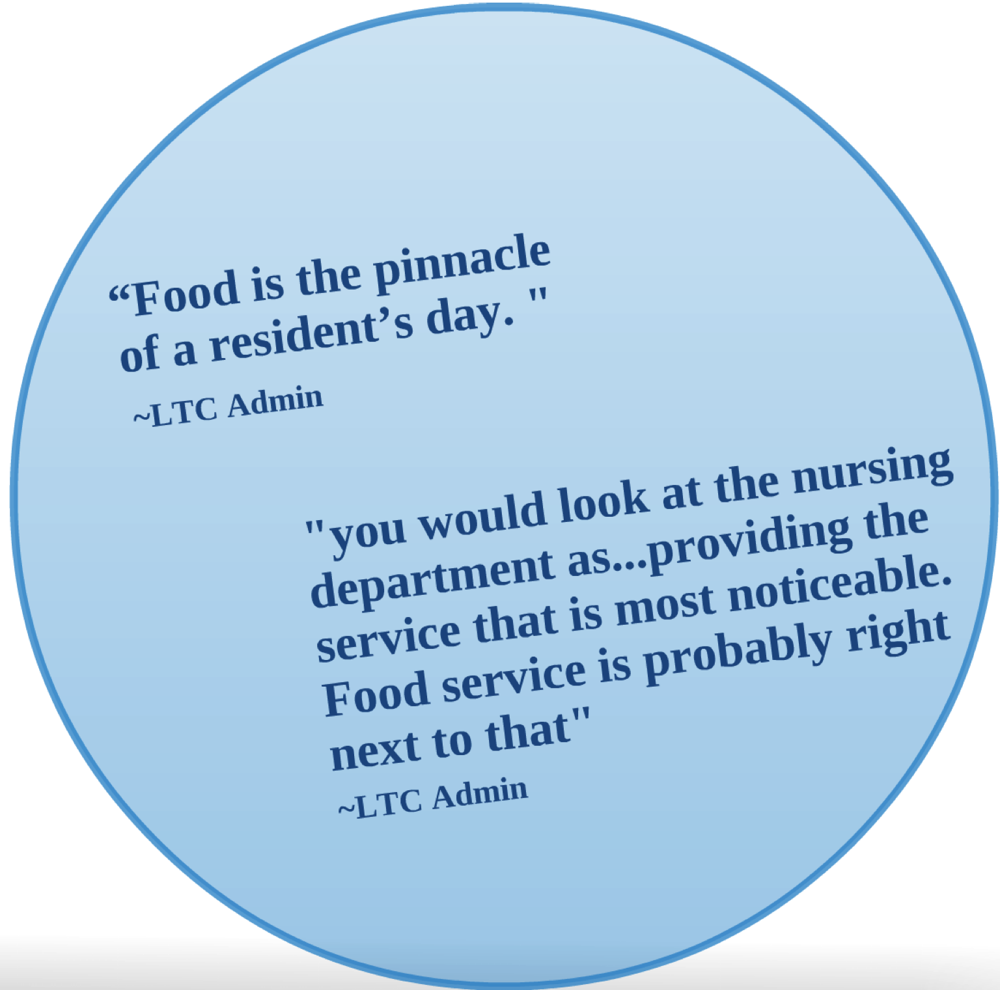 “Food is the pinnacle
of a resident’s day. "
~LTC Admin
"you would look at the nursing
department as...providing the
service that is most noticeable.
Food service is probably right
next to that"
~LTC Admin